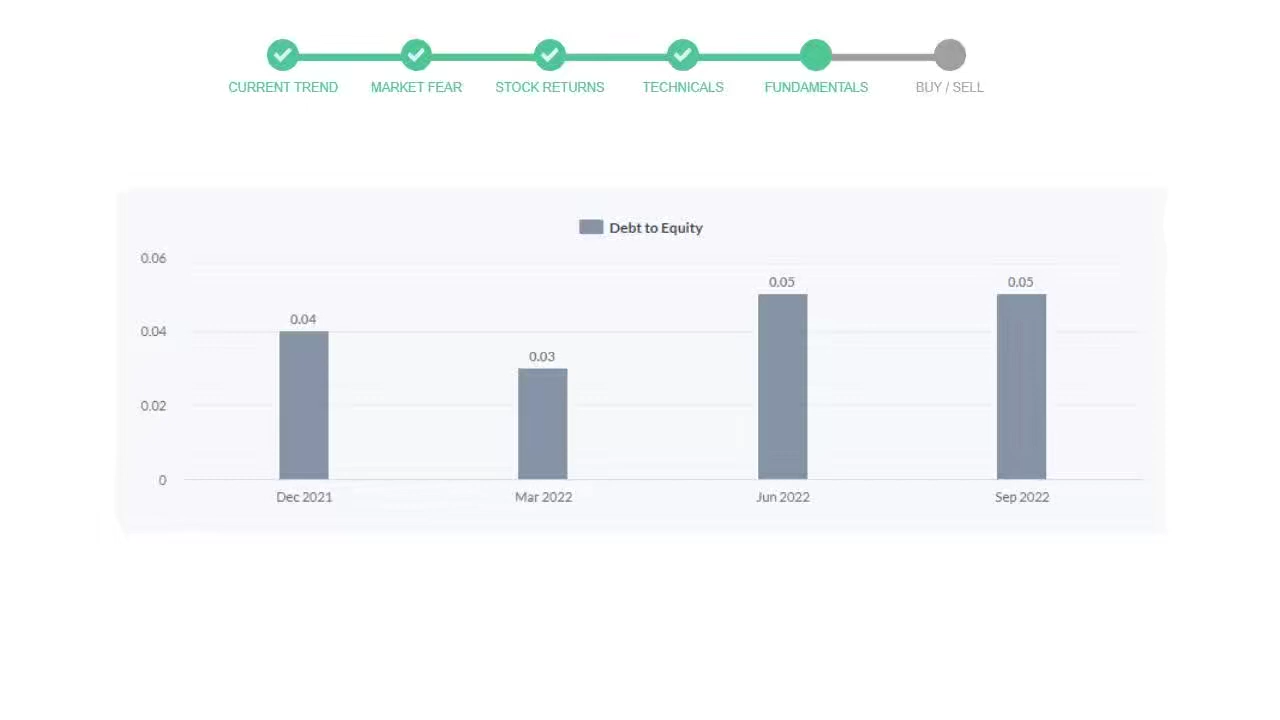 CURRENT TREND MARKET FEAR STOCK RETURNS TECHNICALS FUNDAMENTALS BUY / SELL
Debt to Equity
0.06
0.05 0.05
0.04
0.04
0.03
0.02
0
Dec 2021 Mar 2022 Jun 2022 Sep 2022